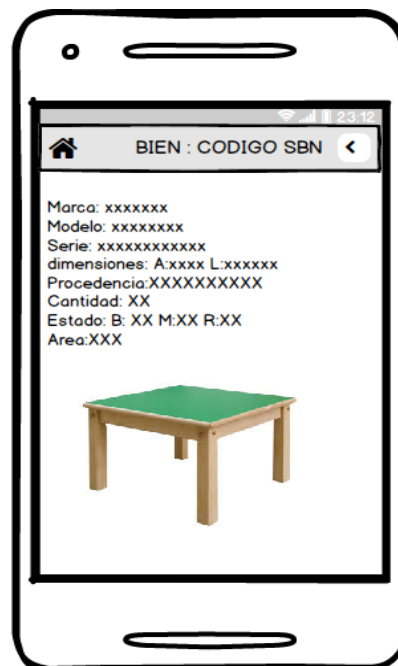 23:12
BIEN : CODIGO SBN
Marca: xxxxxxx
Modelo: xxxxxxxx
Serie: xxxxxxxxxxxx
dimensiones: A:xxxx L:xxxxxx
Procedencia:XXXXXXXXXX
Cantidad: XX
Estado: B: XX M:XX R:XX
Area:XXX